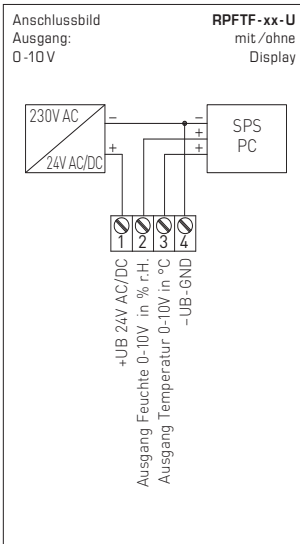 Anschlussbild RPFTF-xx-U
Ausgang: mit/ohne
0-10 V Display
230V AC
24V AC/DC
–
+
–
+
+
SPS
PC
1 2 3 4
+UB 24V AC/DC
Ausgang Feuchte 0-10V in % r.H.
Ausgang Temperatur 0-10V in °C
–UB-GND